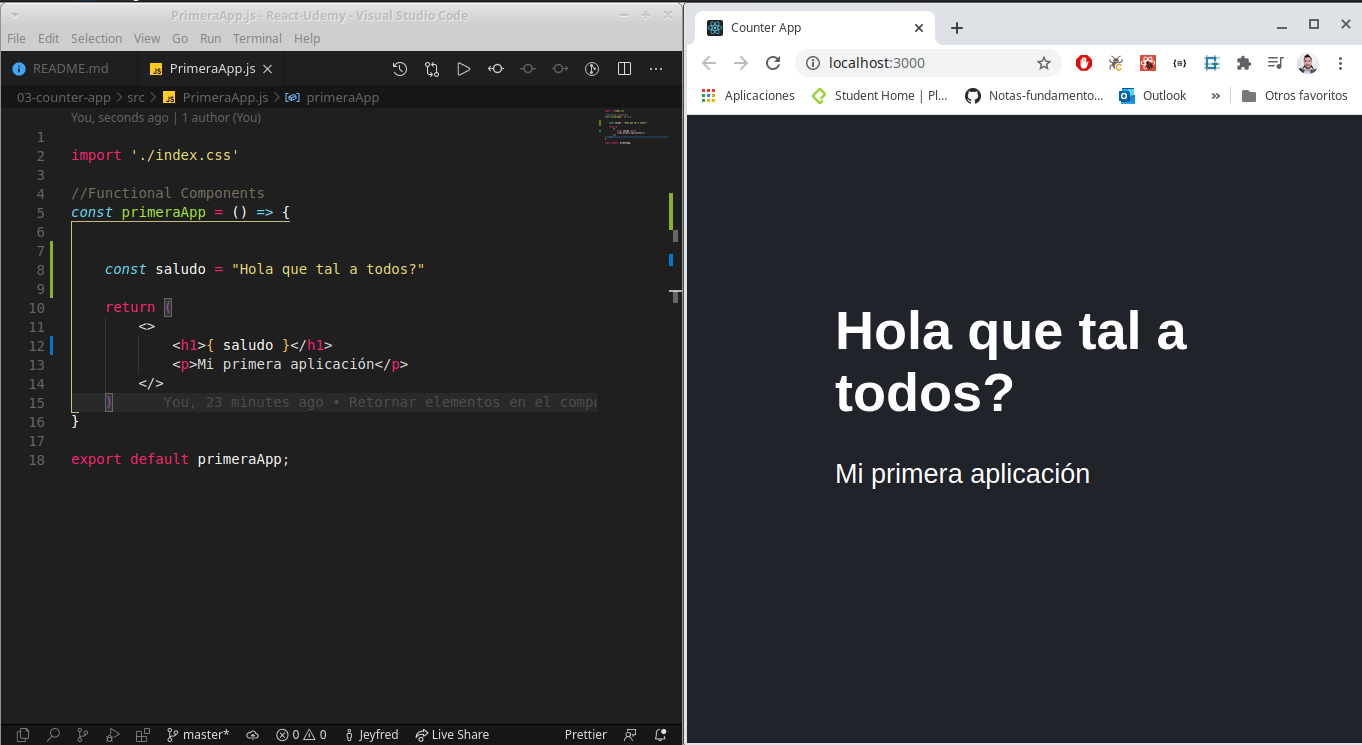 PrimeraApp.js - React-Udemy - Visual Studio Code
File Edit Selection View Go Run Terminal Help
README.md PrimeraApp.js
03-counter-app > src > PrimeraApp.js > primeraApp
You, seconds ago | 1 author (You)
1
2 import './index.css'
3
4 //Functional Components
5 const primeraApp = () => {
6
7
8 const saludo = "Hola que tal a todos?"
9
10 return (
11 <>
12 <h1>{ saludo }</h1>
13 <p>Mi primera aplicación</p>
14 </>
15 ) You, 23 minutes ago • Retornar elementos en el
16 }
17
18 export default primeraApp;
master* 0 0 Jeyfred Live Share Prettier
Counter App
localhost:3000
Aplicaciones Student Home | Pl... Notas-fundamento... Outlook » Otros favoritos
Hola que tal a
todos?
Mi primera aplicación